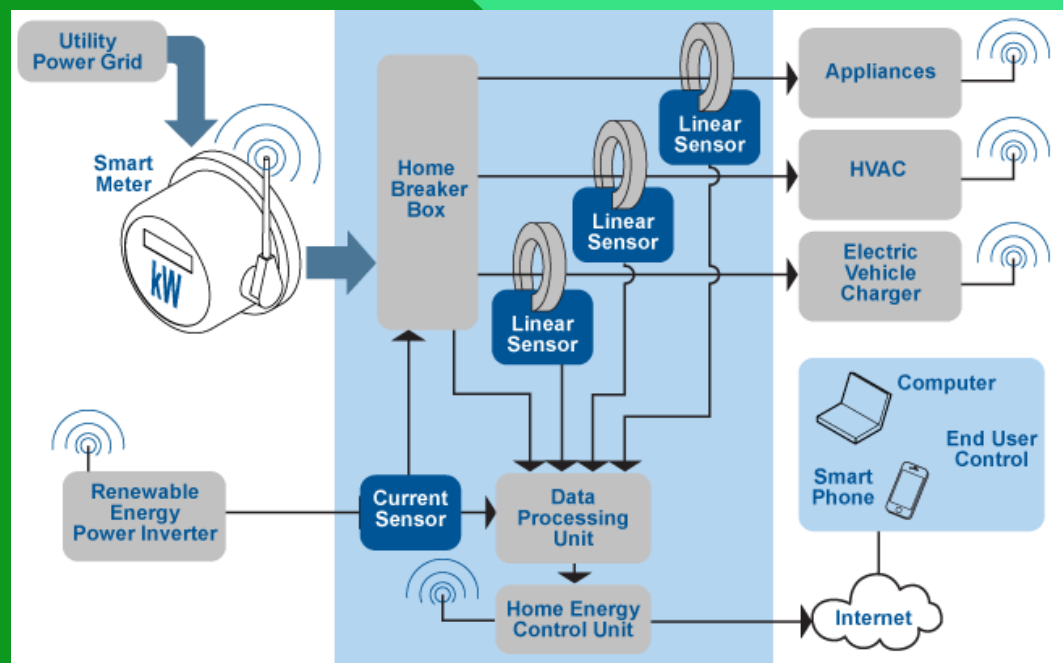 Utility
Power Grid
Smart
Meter
kW
Home
Breaker
Box
Linear
Sensor
Linear
Sensor
Linear
Sensor
Appliances
HVAC
Electric
Vehicle
Charger
Computer
End User
Control
Smart
Phone
Renewable
Energy
Power Inverter
Current
Sensor
Data
Processing
Unit
Home Energy
Control Unit
Internet